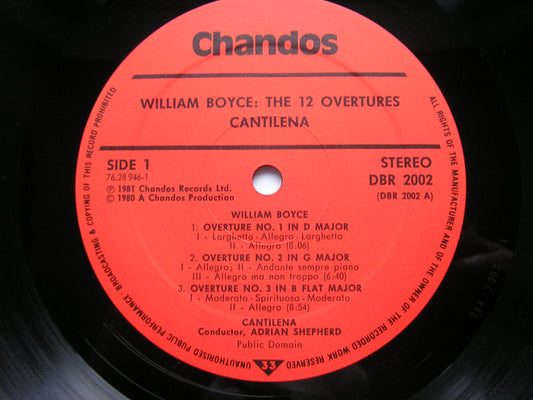 Chandos
WILLIAM BOYCE: THE 12 OVERTURES
CANTILENA
SIDE 1
76.28 946-1
℗ 1981 Chandos Records Ltd.
© 1980 A Chandos Production
STEREO
DBR 2002
(DBR 2002 A)
WILLIAM BOYCE
1. OVERTURE NO. 1 IN D MAJOR
I - Larghetto - Allegro - Larghetto
II - Allegro (8:06)
2. OVERTURE NO. 2 IN G MAJOR
I - Allegro; II - Andante sempre piano
III - Allegro ma non troppo (6:40)
3. OVERTURE NO. 3 IN B FLAT MAJOR
I - Moderato - Spirituoso - Moderato
II - Allegro (8:54)
CANTILENA
Conductor, ADRIAN SHEPHERD
Public Domain
33
ALL RIGHTS OF THE MANUFACTURER AND OF THE OWNER OF THE RECORDED WORK RESERVED
UNAUTHORISED PUBLIC PERFORMANCE, BROADCASTING & COPYING OF THIS RECORD PROHIBITED